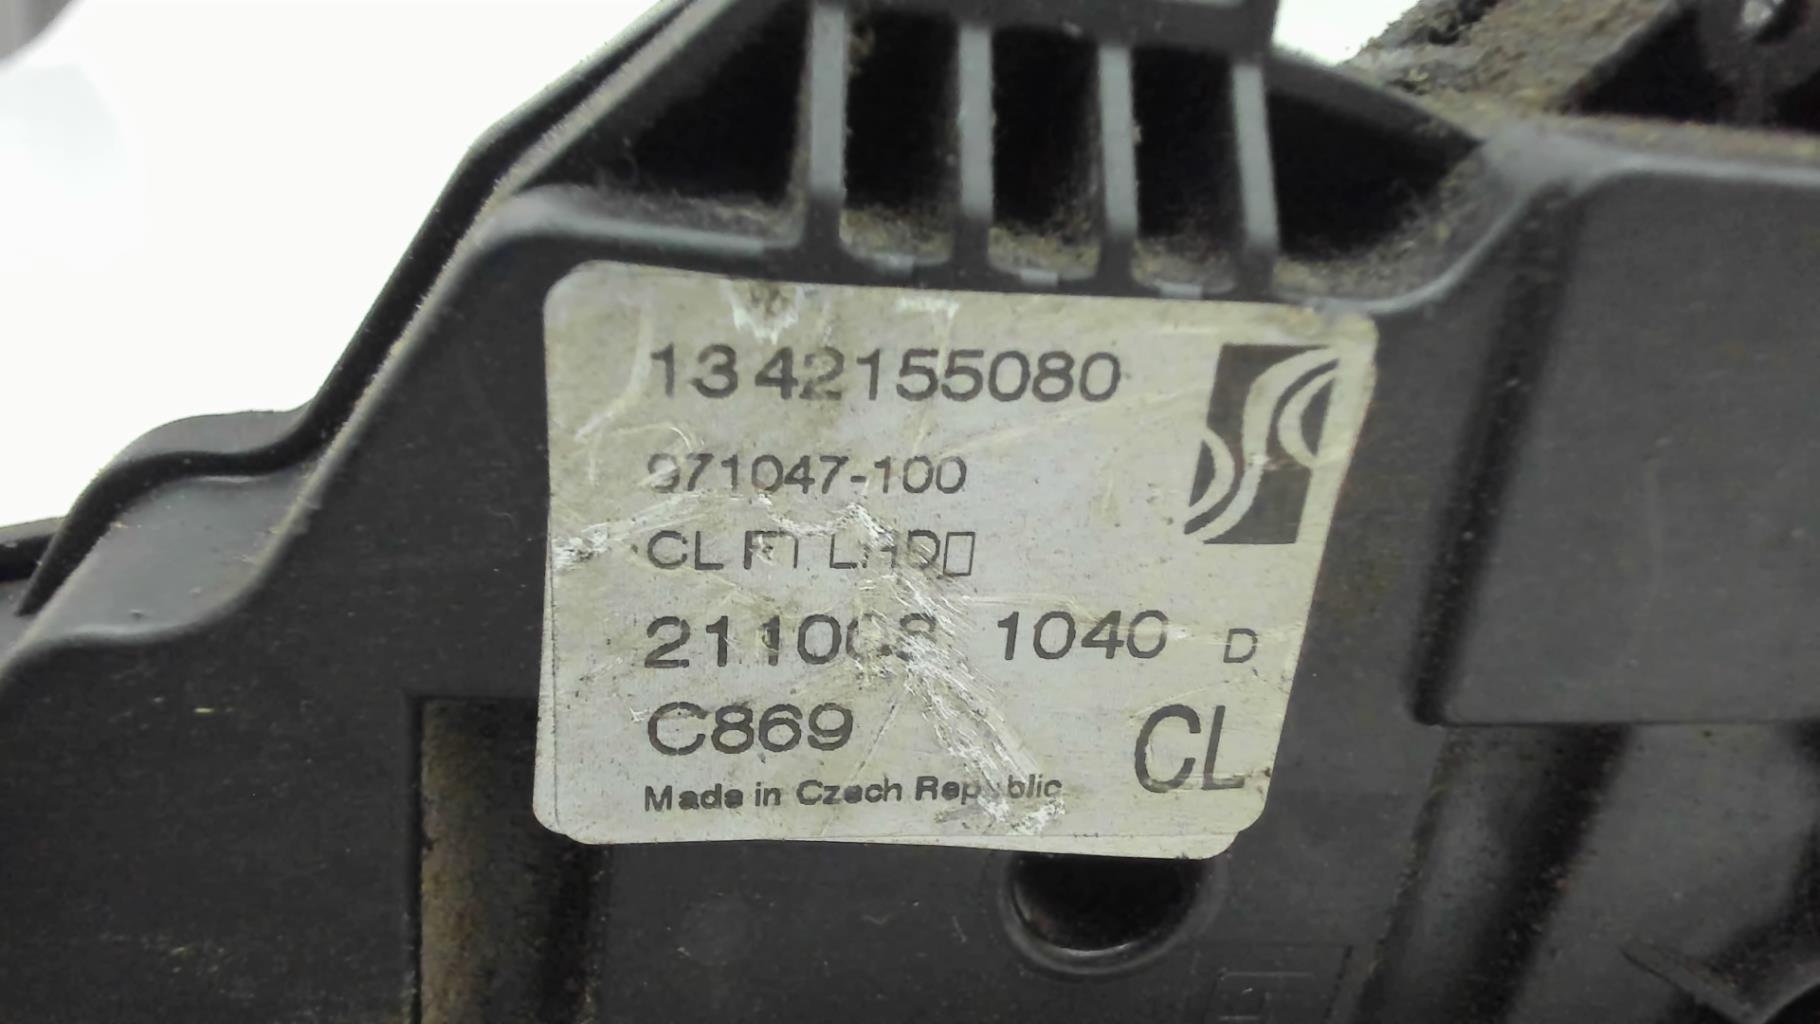 1342155080
971047-100
CL
1040 D
C869
CL
Made in Czech Republic